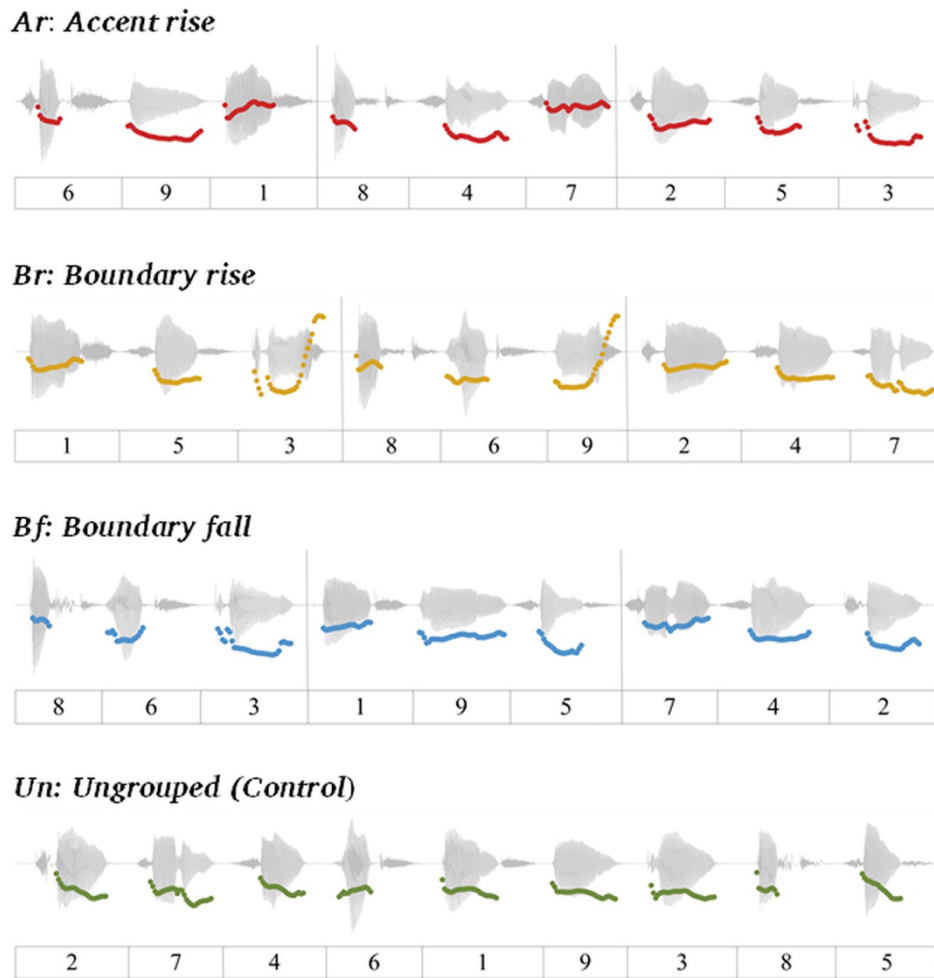 Ar: Accent rise
6 9 1 8 4 7 2 5 3
Br: Boundary rise
1 5 3 8 6 9 2 4 7
Bf: Boundary fall
8 6 3 1 9 5 7 4 2
Un: Ungrouped (Control)
2 7 4 6 1 9 3 8 5